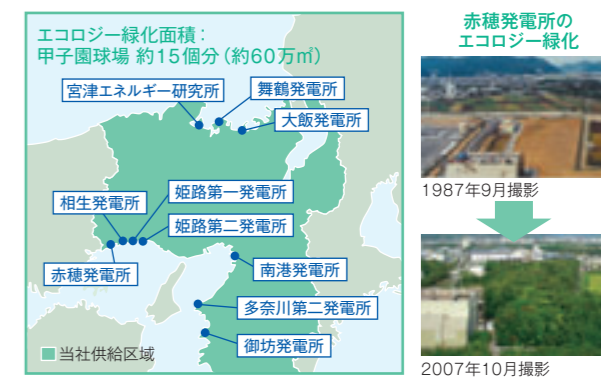 エコロジー緑化面積：
甲子園球場 約15個分（約60万㎡）
宮津エネルギー研究所
舞鶴発電所
大飯発電所
相生発電所
姫路第一発電所
姫路第二発電所
赤穂発電所
南港発電所
多奈川第二発電所
御坊発電所
当社供給区域
赤穂発電所の
エコロジー緑化
1987年9月撮影
2007年10月撮影